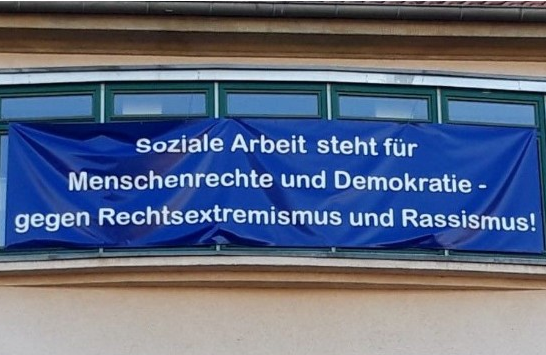 Soziale Arbeit steht für
Menschenrechte und Demokratie -
gegen Rechtsextremismus und Rassismus!